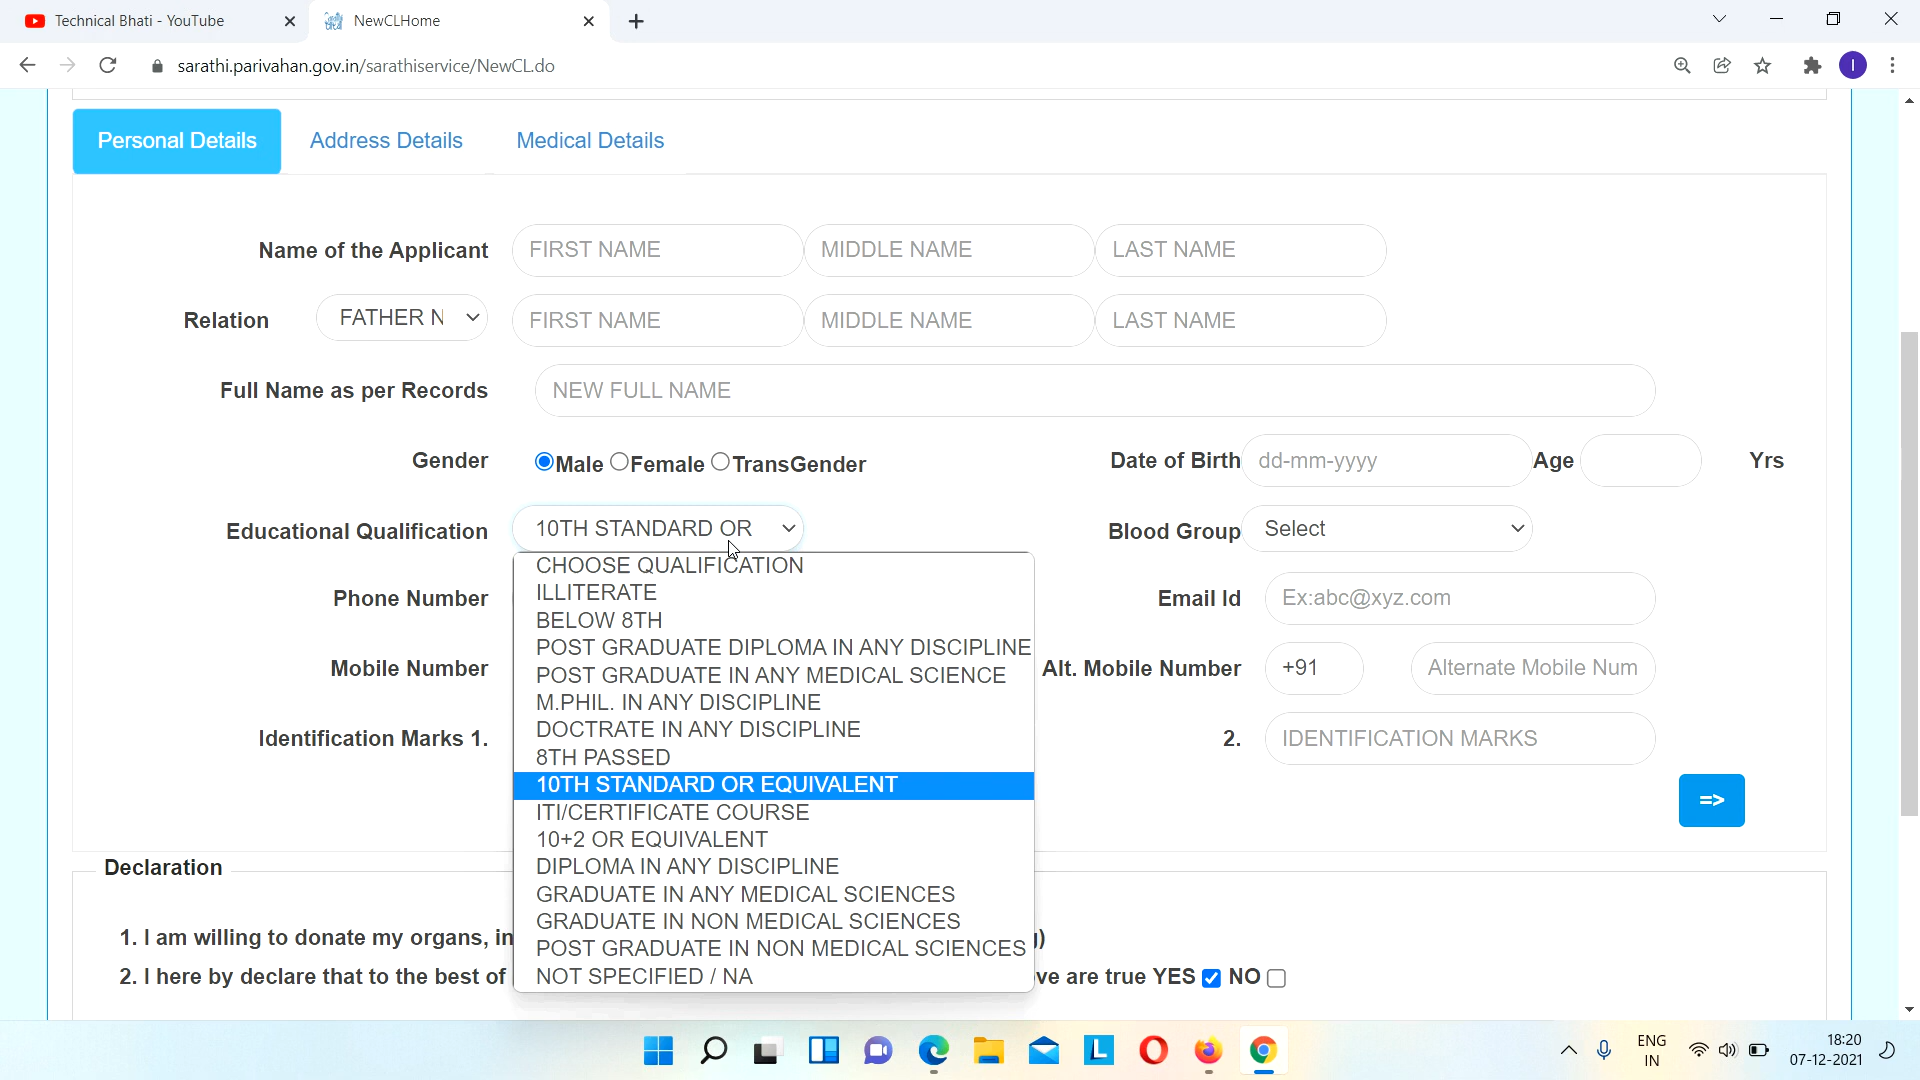 Technical Bhati - YouTube
NewCLHome
sarathi.parivahan.gov.in/sarathiservice/NewCL.do
I
Personal Details
Address Details
Medical Details
Name of the Applicant
FIRST NAME
MIDDLE NAME
LAST NAME
Relation
FATHER N
FIRST NAME
MIDDLE NAME
LAST NAME
Full Name as per Records
NEW FULL NAME
Gender
Male
Female
TransGender
Date of Birth
dd-mm-yyyy
Age
Yrs
Educational Qualification
10TH STANDARD OR
Blood Group
Select
CHOOSE QUALIFICATION
ILLITERATE
BELOW 8TH
POST GRADUATE DIPLOMA IN ANY DISCIPLINE
POST GRADUATE IN ANY MEDICAL SCIENCE
M.PHIL. IN ANY DISCIPLINE
DOCTRATE IN ANY DISCIPLINE
8TH PASSED
10TH STANDARD OR EQUIVALENT
ITI/CERTIFICATE COURSE
10+2 OR EQUIVALENT
DIPLOMA IN ANY DISCIPLINE
GRADUATE IN ANY MEDICAL SCIENCES
GRADUATE IN NON MEDICAL SCIENCES
POST GRADUATE IN NON MEDICAL SCIENCES
NOT SPECIFIED / NA
Phone Number
Email Id
Ex:abc@xyz.com
Mobile Number
Alt. Mobile Number
+91
Alternate Mobile Num
Identification Marks 1.
2.
IDENTIFICATION MARKS
=>
Declaration
1. I am willing to donate my organs, in
)
2. I here by declare that to the best of
ve are true YES NO
L
ENG
IN
18:20
07-12-2021